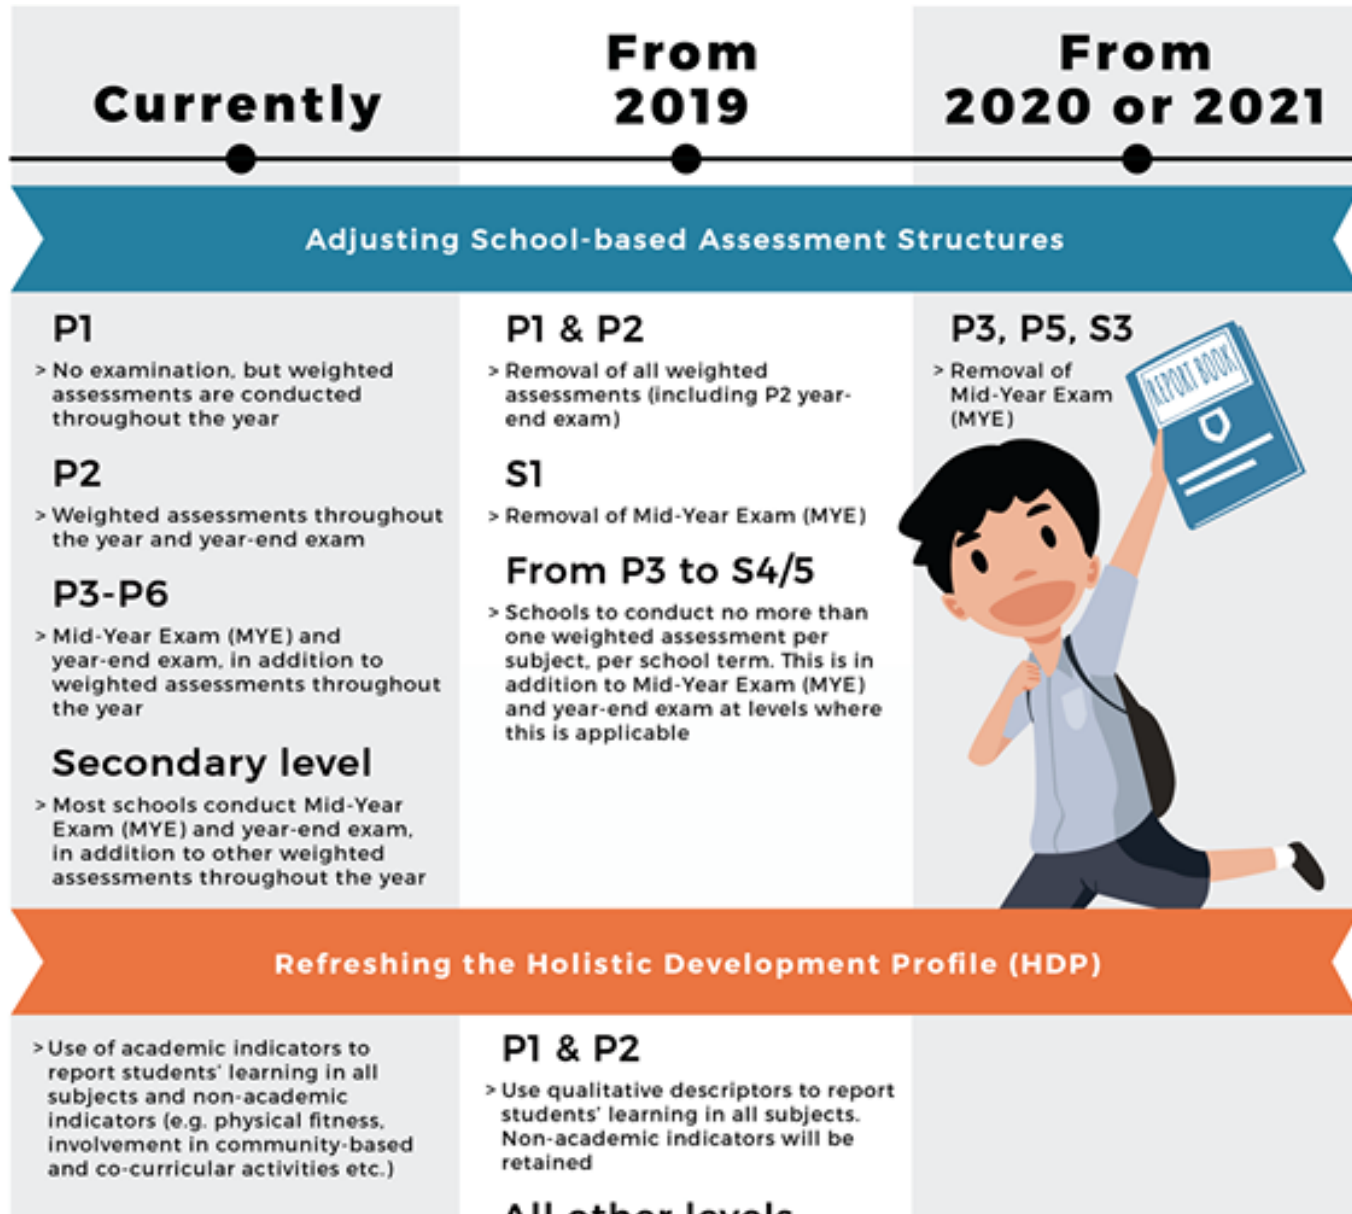 Currently
From
2019
From
2020 or 2021
Adjusting School-based Assessment Structures
P1
> No examination, but weighted
assessments are conducted
throughout the year
P2
> Weighted assessments throughout
the year and year-end exam
P3-P6
> Mid-Year Exam (MYE) and
year-end exam, in addition to
weighted assessments throughout
the year
Secondary level
> Most schools conduct Mid-Year
Exam (MYE) and year-end exam,
in addition to other weighted
assessments throughout the year
P1 & P2
> Removal of all weighted
assessments (including P2 year-
end exam)
S1
> Removal of Mid-Year Exam (MYE)
From P3 to S4/5
> Schools to conduct no more than
one weighted assessment per
subject, per school term. This is in
addition to Mid-Year Exam (MYE)
and year-end exam at levels where
this is applicable
P3, P5, S3
> Removal of
Mid-Year Exam
(MYE)
REPORT BOOK
Refreshing the Holistic Development Profile (HDP)
> Use of academic indicators to
report students' learning in all
subjects and non-academic
indicators (e.g. physical fitness,
involvement in community-based
and co-curricular activities etc.)
P1 & P2
> Use qualitative descriptors to report
students' learning in all subjects.
Non-academic indicators will be
retained
All other levels